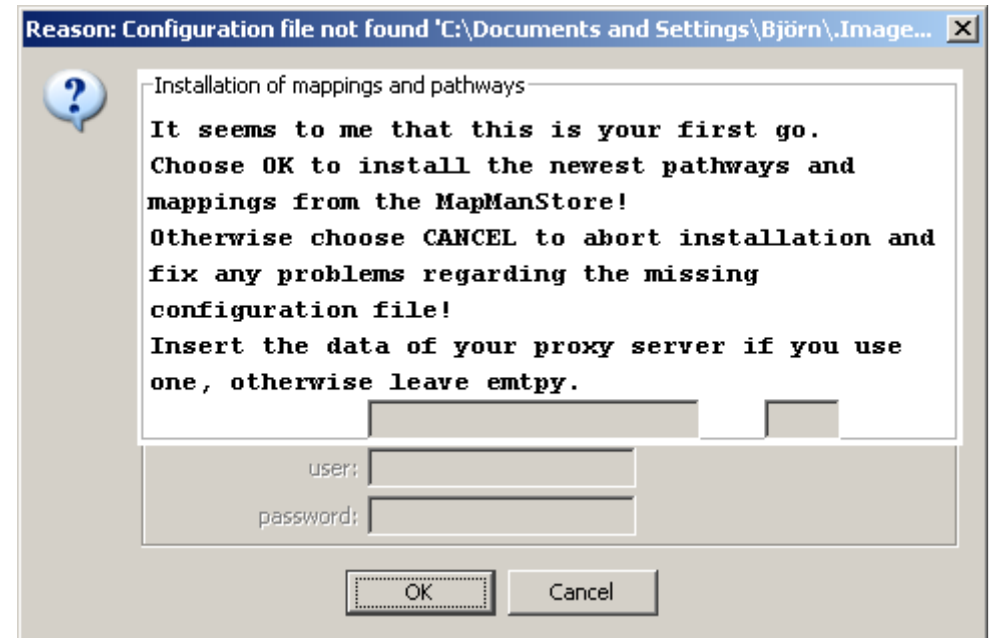 Reason: Configuration file not found 'C:\Documents and Settings\Björn\.Image...
Installation of mappings and pathways
It seems to me that this is your first go.
Choose OK to install the newest pathways and
mappings from the MapManStore!
Otherwise choose CANCEL to abort installation and
fix any problems regarding the missing
configuration file!
Insert the data of your proxy server if you use
one, otherwise leave emtpy.
user:
password:
OK Cancel